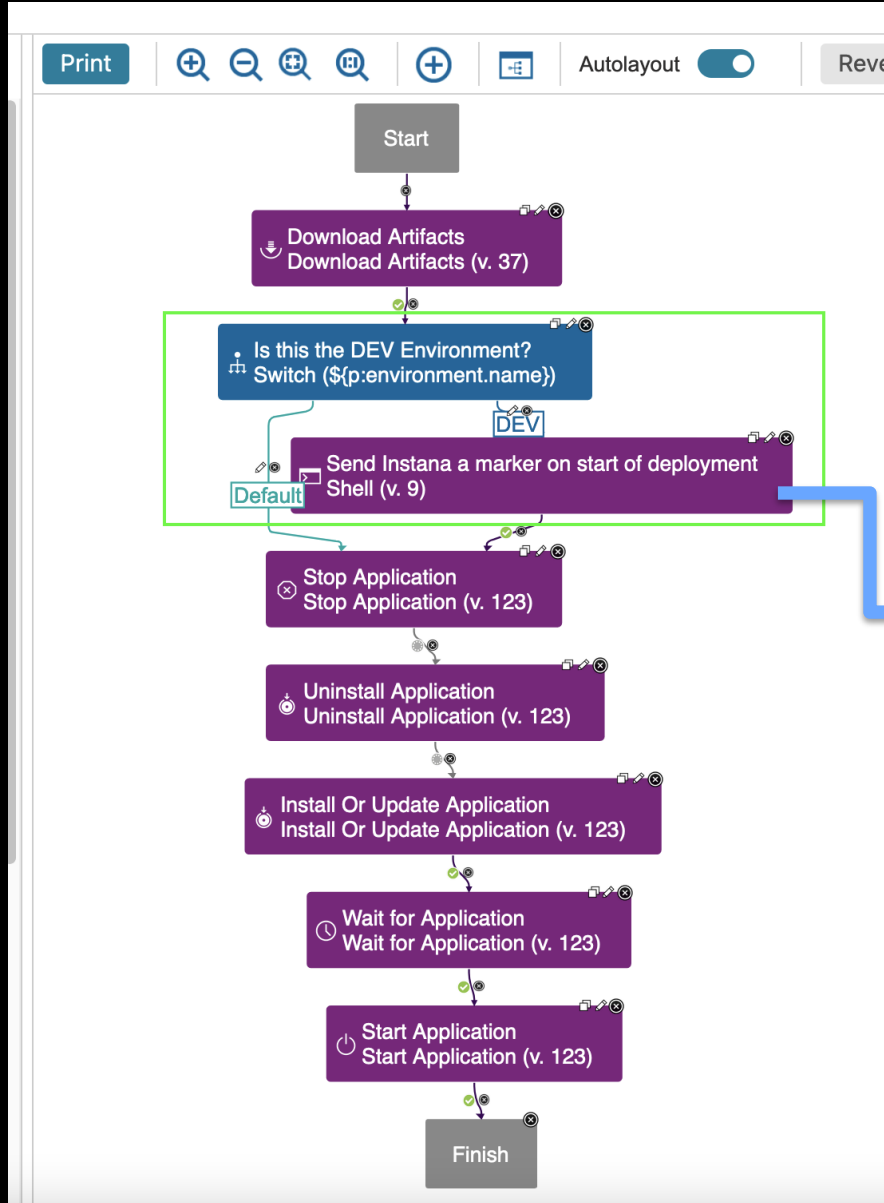 Print
Autolayout
Reve
Start
Download Artifacts
Download Artifacts (v. 37)
Is this the DEV Environment?
Switch (${p:environment.name})
DEV
Send Instana a marker on start of deployment
Shell (v. 9)
Default
Stop Application
Stop Application (v. 123)
Uninstall Application
Uninstall Application (v. 123)
Install Or Update Application
Install Or Update Application (v. 123)
Wait for Application
Wait for Application (v. 123)
Start Application
Start Application (v. 123)
Finish